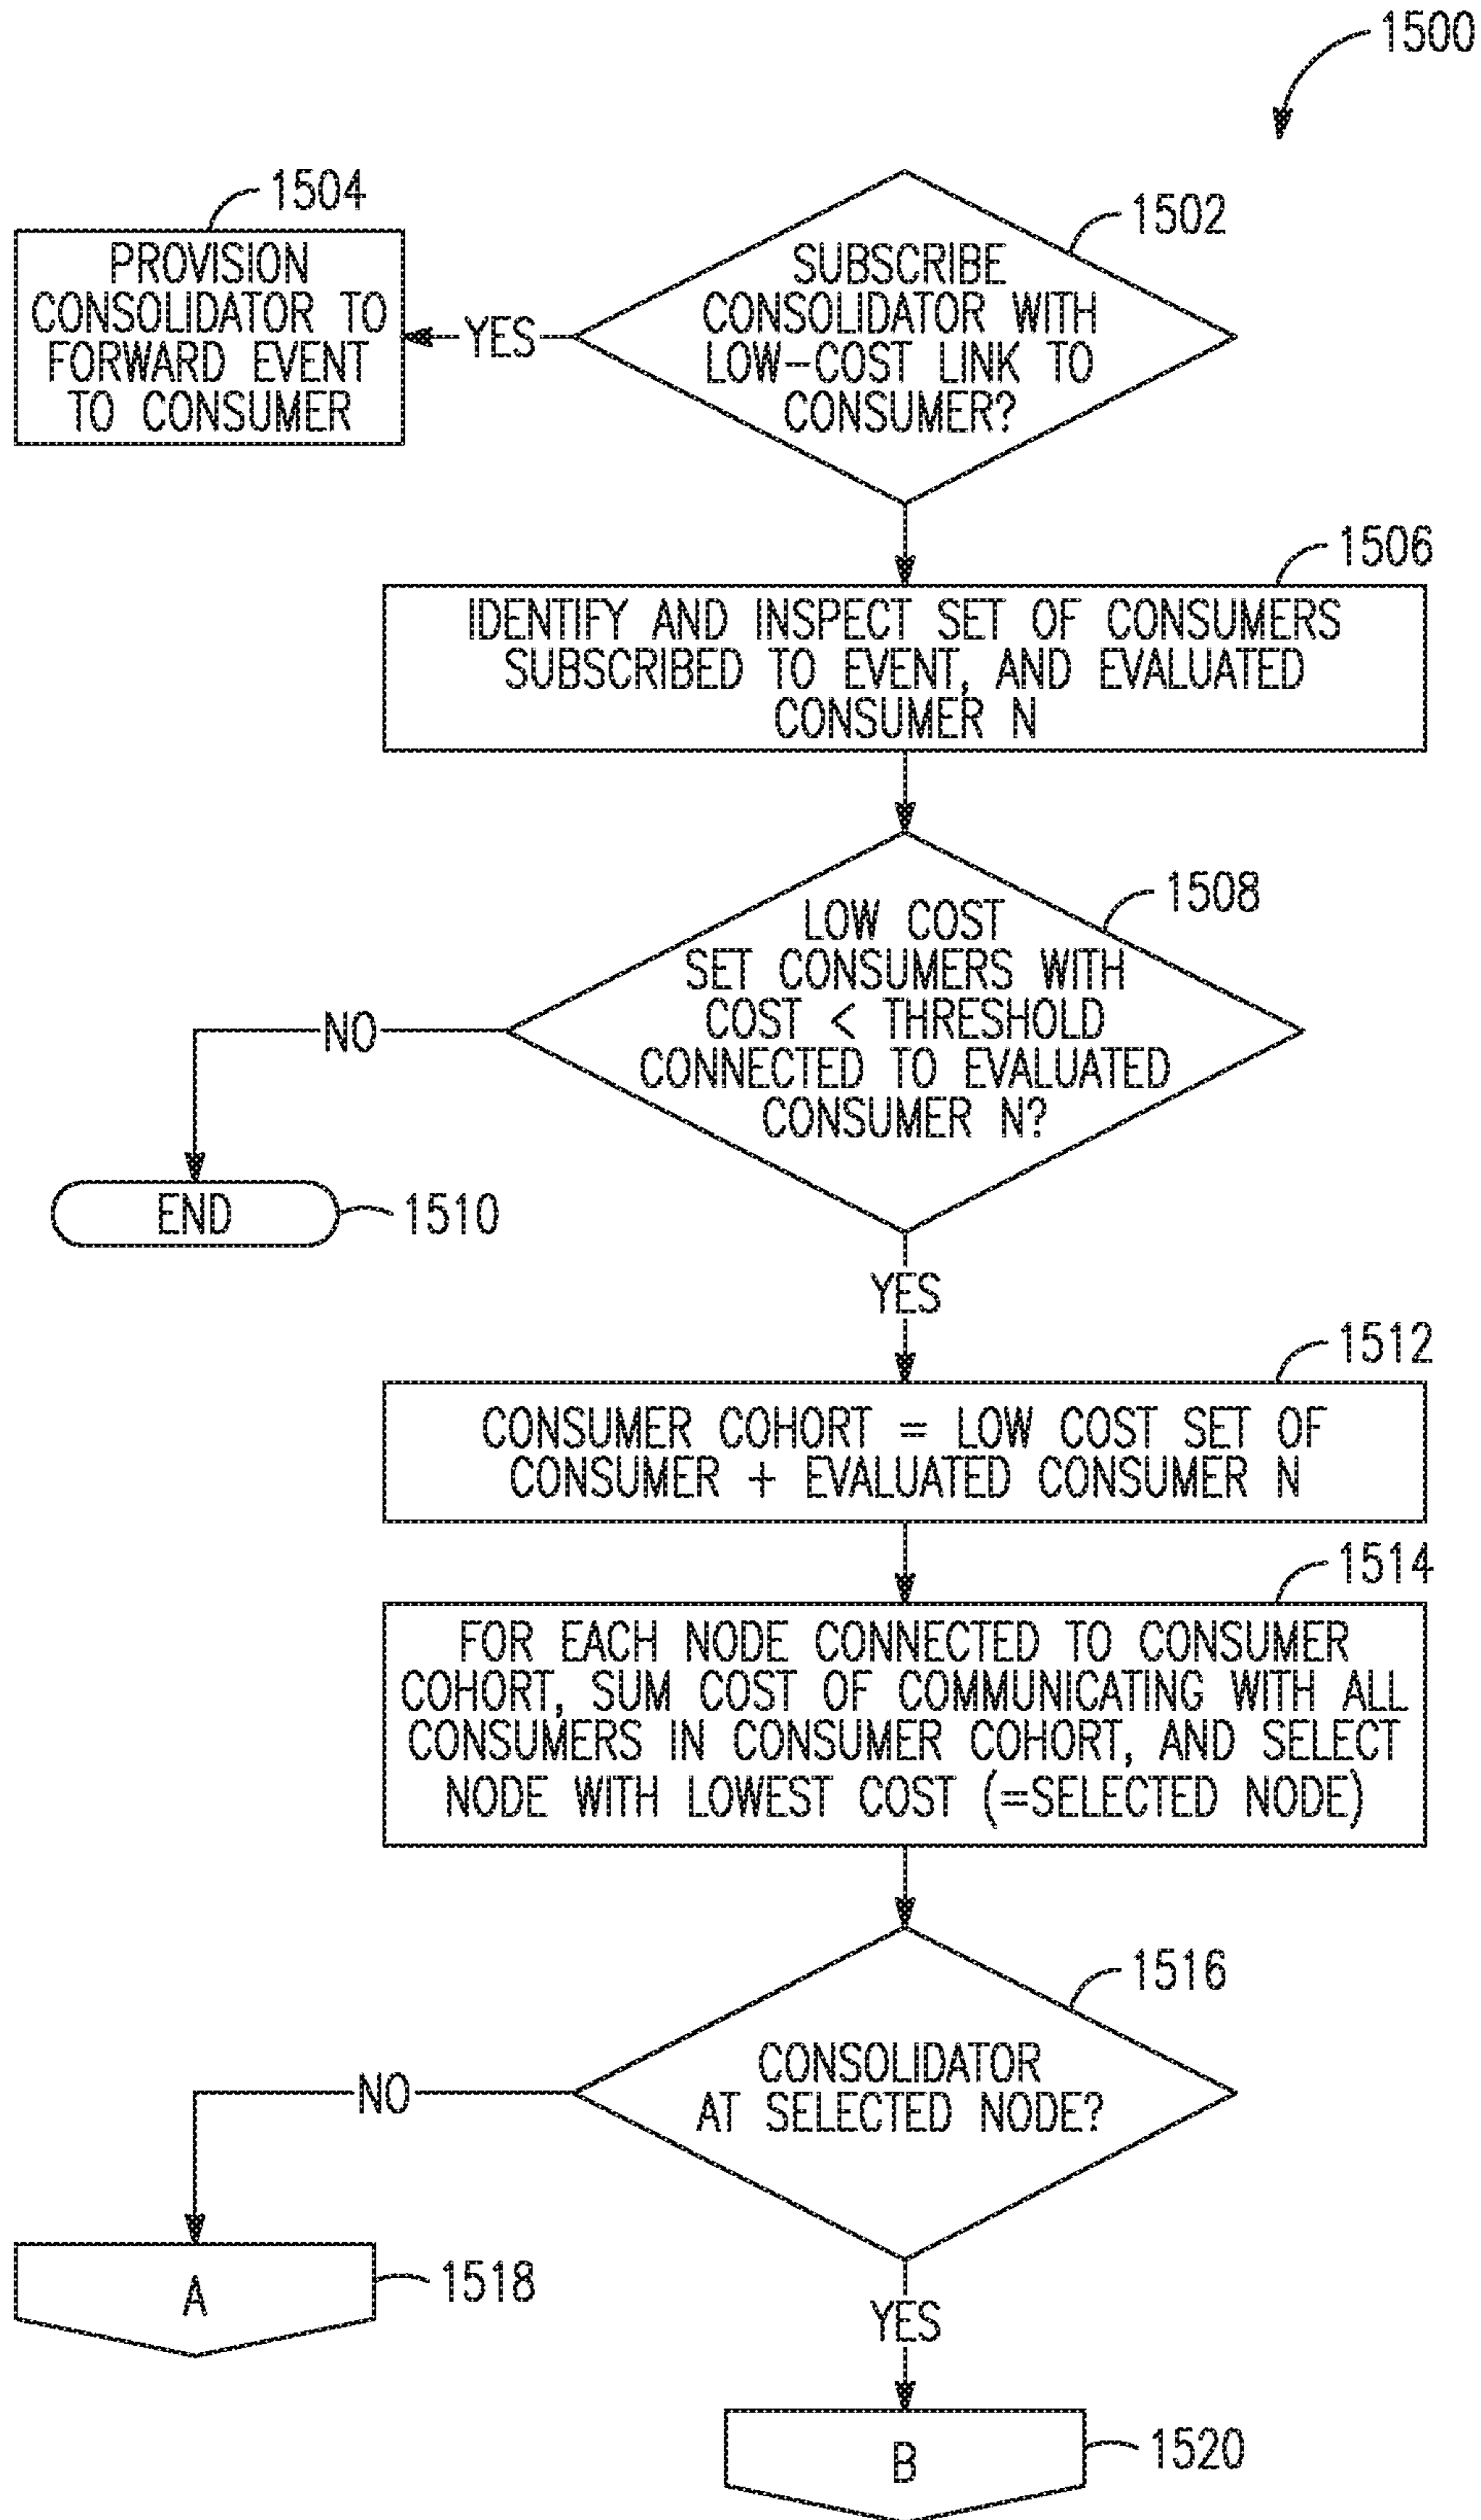 1500
1504
1502
PROVISION
CONSOLIDATOR TO
FORWARD EVENT
TO CONSUMER
YES
SUBSCRIBE
CONSOLIDATOR WITH
LOW-COST LINK TO
CONSUMER?
1506
IDENTIFY AND INSPECT SET OF CONSUMERS
SUBSCRIBED TO EVENT, AND EVALUATED
CONSUMER N
1508
LOW COST
SET CONSUMERS WITH
COST < THRESHOLD
CONNECTED TO EVALUATED
CONSUMER N?
NO
END
1510
YES
1512
CONSUMER COHORT = LOW COST SET OF
CONSUMER + EVALUATED CONSUMER N
1514
FOR EACH NODE CONNECTED TO CONSUMER
COHORT, SUM COST OF COMMUNICATING WITH ALL
CONSUMERS IN CONSUMER COHORT, AND SELECT
NODE WITH LOWEST COST (=SELECTED NODE)
1516
CONSOLIDATOR
AT SELECTED NODE?
NO
A
1518
YES
B
1520